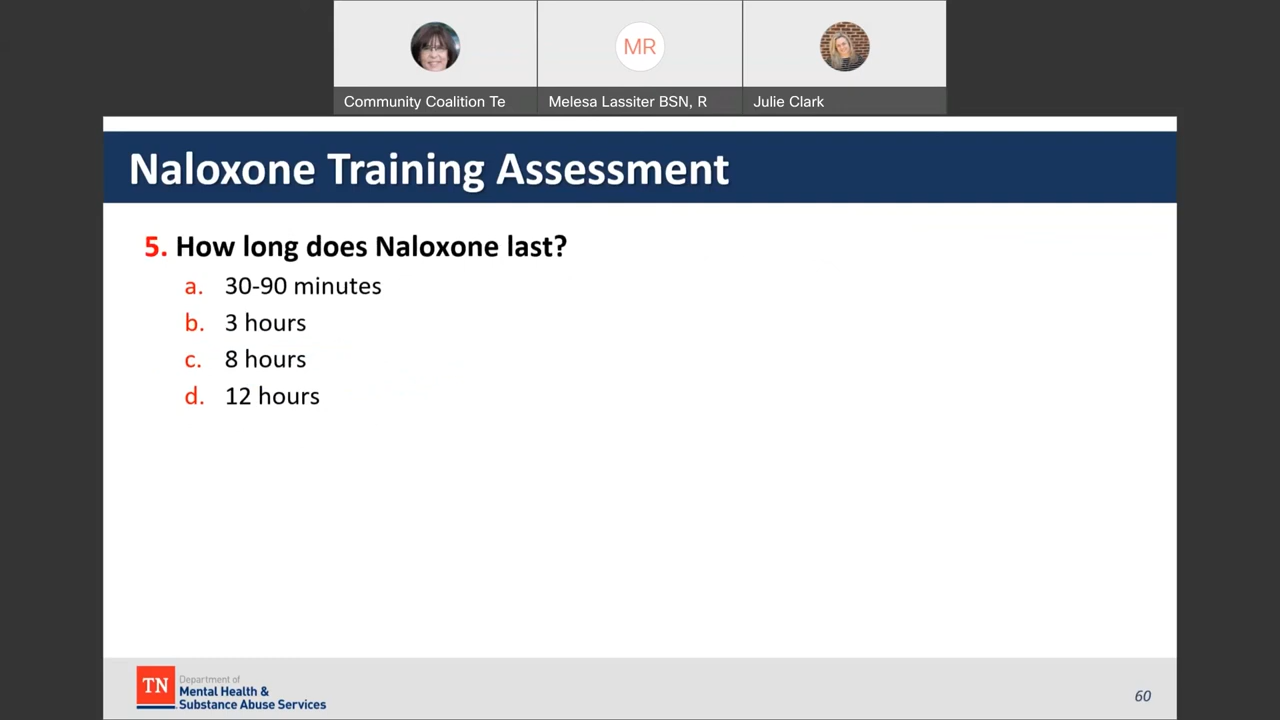 MR
Community Coalition Te
Melesa Lassiter BSN, R
Julie Clark
Naloxone Training Assessment
5. How long does Naloxone last?
a. 30-90 minutes
b. 3 hours
c. 8 hours
d. 12 hours
TN
Department of
Mental Health &
Substance Abuse Services
60